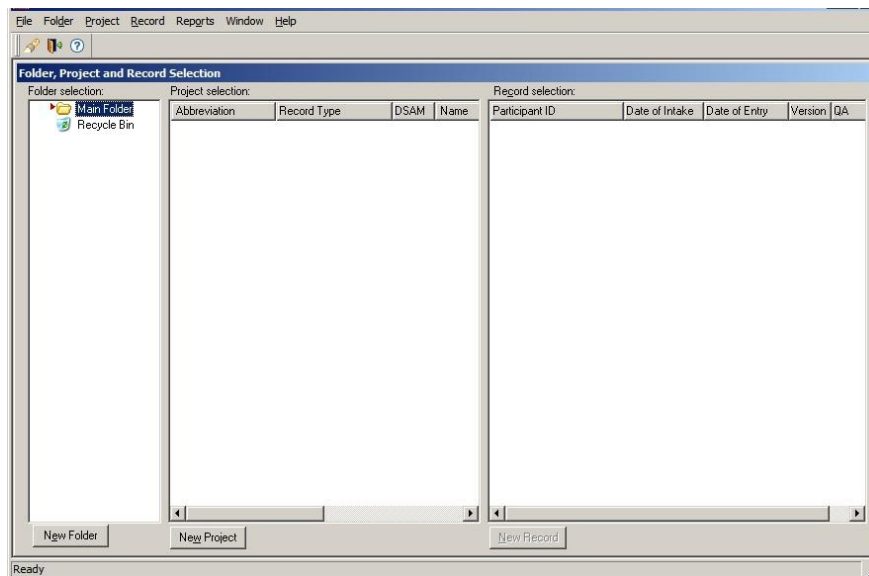 File Folder Project Record Reports Window Help
Folder, Project and Record Selection
Folder selection: Project selection: Record selection:
Main Folder Abbreviation Record Type DSAM Name Participant ID Date of Intake Date of Entry Version QA
Recycle Bin
New Folder New Project New Record
Ready